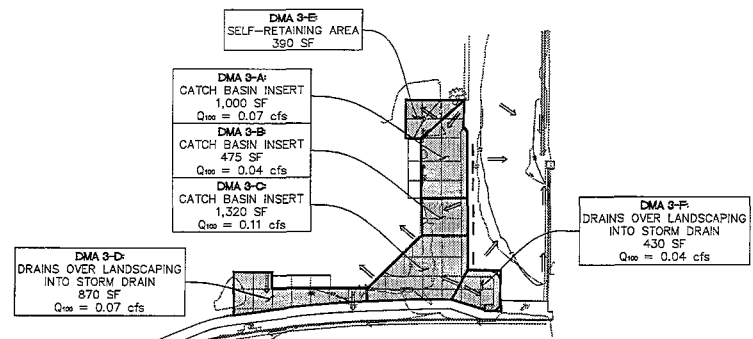 DMA 3-E:
SELF-RETAINING AREA
390 SF
DMA 3-A:
CATCH BASIN INSERT
1,000 SF
Q100 = 0.07 cfs
DMA 3-B:
CATCH BASIN INSERT
475 SF
Q100 = 0.04 cfs
DMA 3-C:
CATCH BASIN INSERT
1,320 SF
Q100 = 0.11 cfs
DMA 3-F:
DRAINS OVER LANDSCAPING
INTO STORM DRAIN
430 SF
Q100 = 0.04 cfs
DMA 3-D:
DRAINS OVER LANDSCAPING
INTO STORM DRAIN
870 SF
Q100 = 0.07 cfs